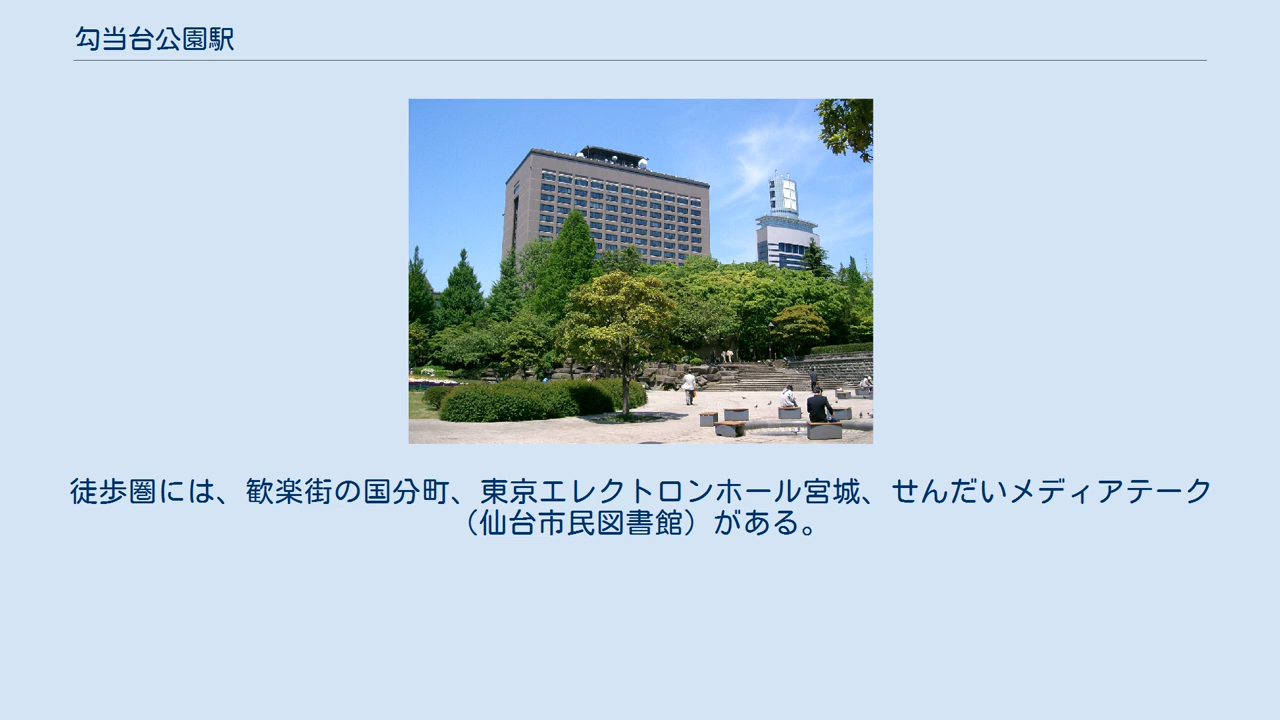 勾当台公園駅
徒歩圏には、歓楽街の国分町、東京エレクトロンホール宮城、せんだいメディアテーク
（仙台市民図書館）がある。